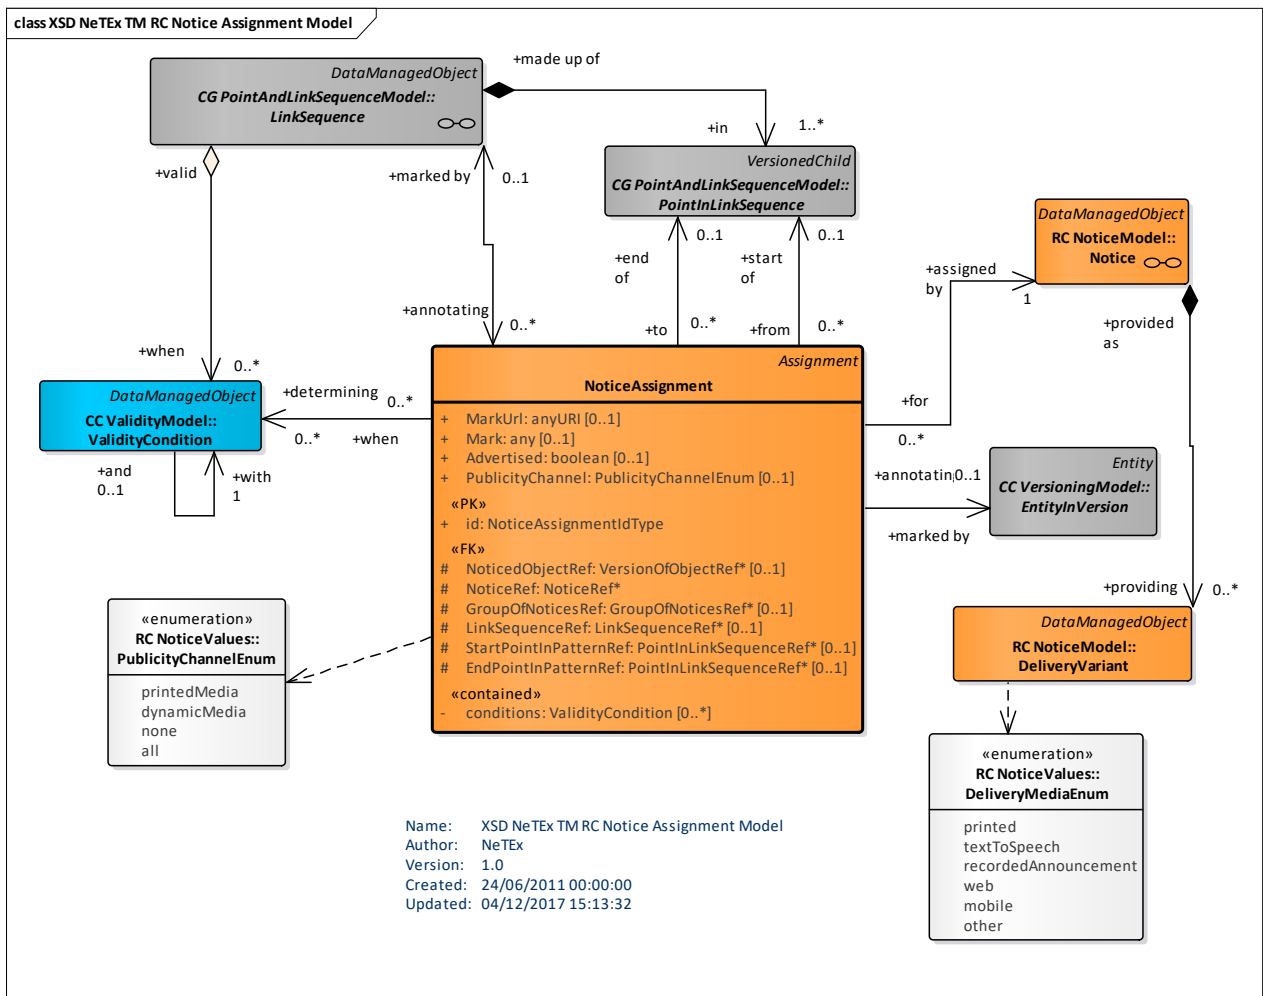 class XSD NeTEx TM RC Notice Assignment Model
DataManagedObject
CG PointAndLinkSequenceModel::
LinkSequence
+made up of
+in
1..*
+valid
+marked by
0..1
VersionedChild
CG PointAndLinkSequenceModel::
PointInLinkSequence
DataManagedObject
RC NoticeModel::
Notice
+end
of
0..1
+start
of
0..1
+assigned
by
1
+annotating
0..*
+to
0..*
+from
0..*
+provided
as
+when
0..*
DataManagedObject
CC ValidityModel::
ValidityCondition
+determining
0..*
0..*
+when
+and
0..1
+with
1
Assignment
NoticeAssignment
+ MarkUrl: anyURI [0..1]
+ Mark: any [0..1]
+ Advertised: boolean [0..1]
+ PublicityChannel: PublicityChannelEnum [0..1]
«PK»
+ id: NoticeAssignmentIdType
«FK»
# NoticedObjectRef: VersionOfObjectRef* [0..1]
# NoticeRef: NoticeRef*
# GroupOfNoticesRef: GroupOfNoticesRef* [0..1]
# LinkSequenceRef: LinkSequenceRef* [0..1]
# StartPointInPatternRef: PointInLinkSequenceRef* [0..1]
# EndPointInPatternRef: PointInLinkSequenceRef* [0..1]
«contained»
- conditions: ValidityCondition [0..*]
+for
0..*
+annotatin
0..1
+marked by
Entity
CC VersioningModel::
EntityInVersion
+providing
0..*
DataManagedObject
RC NoticeModel::
DeliveryVariant
«enumeration»
RC NoticeValues::
PublicityChannelEnum
printedMedia
dynamicMedia
none
all
«enumeration»
RC NoticeValues::
DeliveryMediaEnum
printed
textToSpeech
recordedAnnouncement
web
mobile
other
Name: XSD NeTEx TM RC Notice Assignment Model
Author: NeTEx
Version: 1.0
Created: 24/06/2011 00:00:00
Updated: 04/12/2017 15:13:32